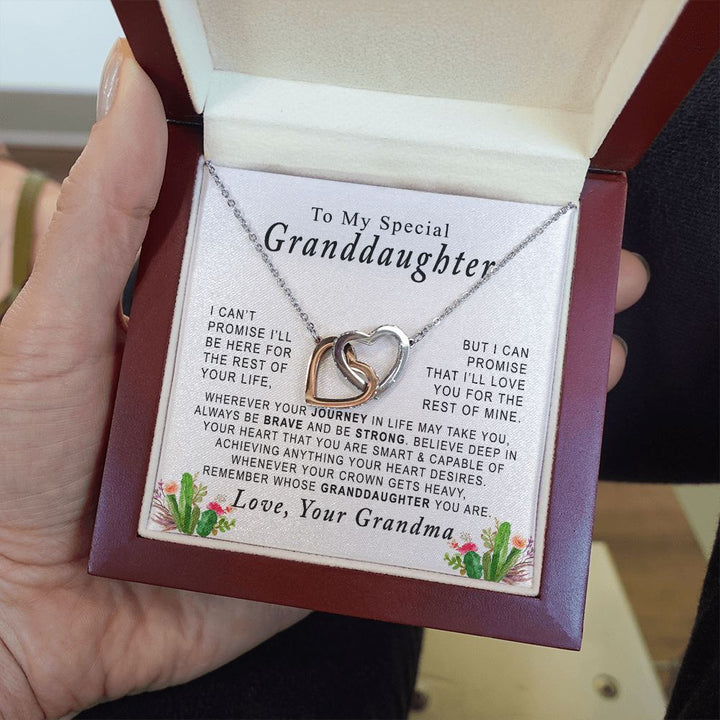 To My Special
Granddaughter
I CAN'T
PROMISE I'LL
BE HERE FOR
THE REST OF
YOUR LIFE,
BUT I CAN
PROMISE
THAT I'LL LOVE
YOU FOR THE
REST OF MINE.
WHEREVER YOUR JOURNEY IN LIFE MAY TAKE YOU,
ALWAYS BE BRAVE AND BE STRONG. BELIEVE DEEP IN
YOUR HEART THAT YOU ARE SMART & CAPABLE OF
ACHIEVING ANYTHING YOUR HEART DESIRES.
WHENEVER YOUR CROWN GETS HEAVY,
REMEMBER WHOSE GRANDDAUGHTER YOU ARE.
Love, Your Grandma